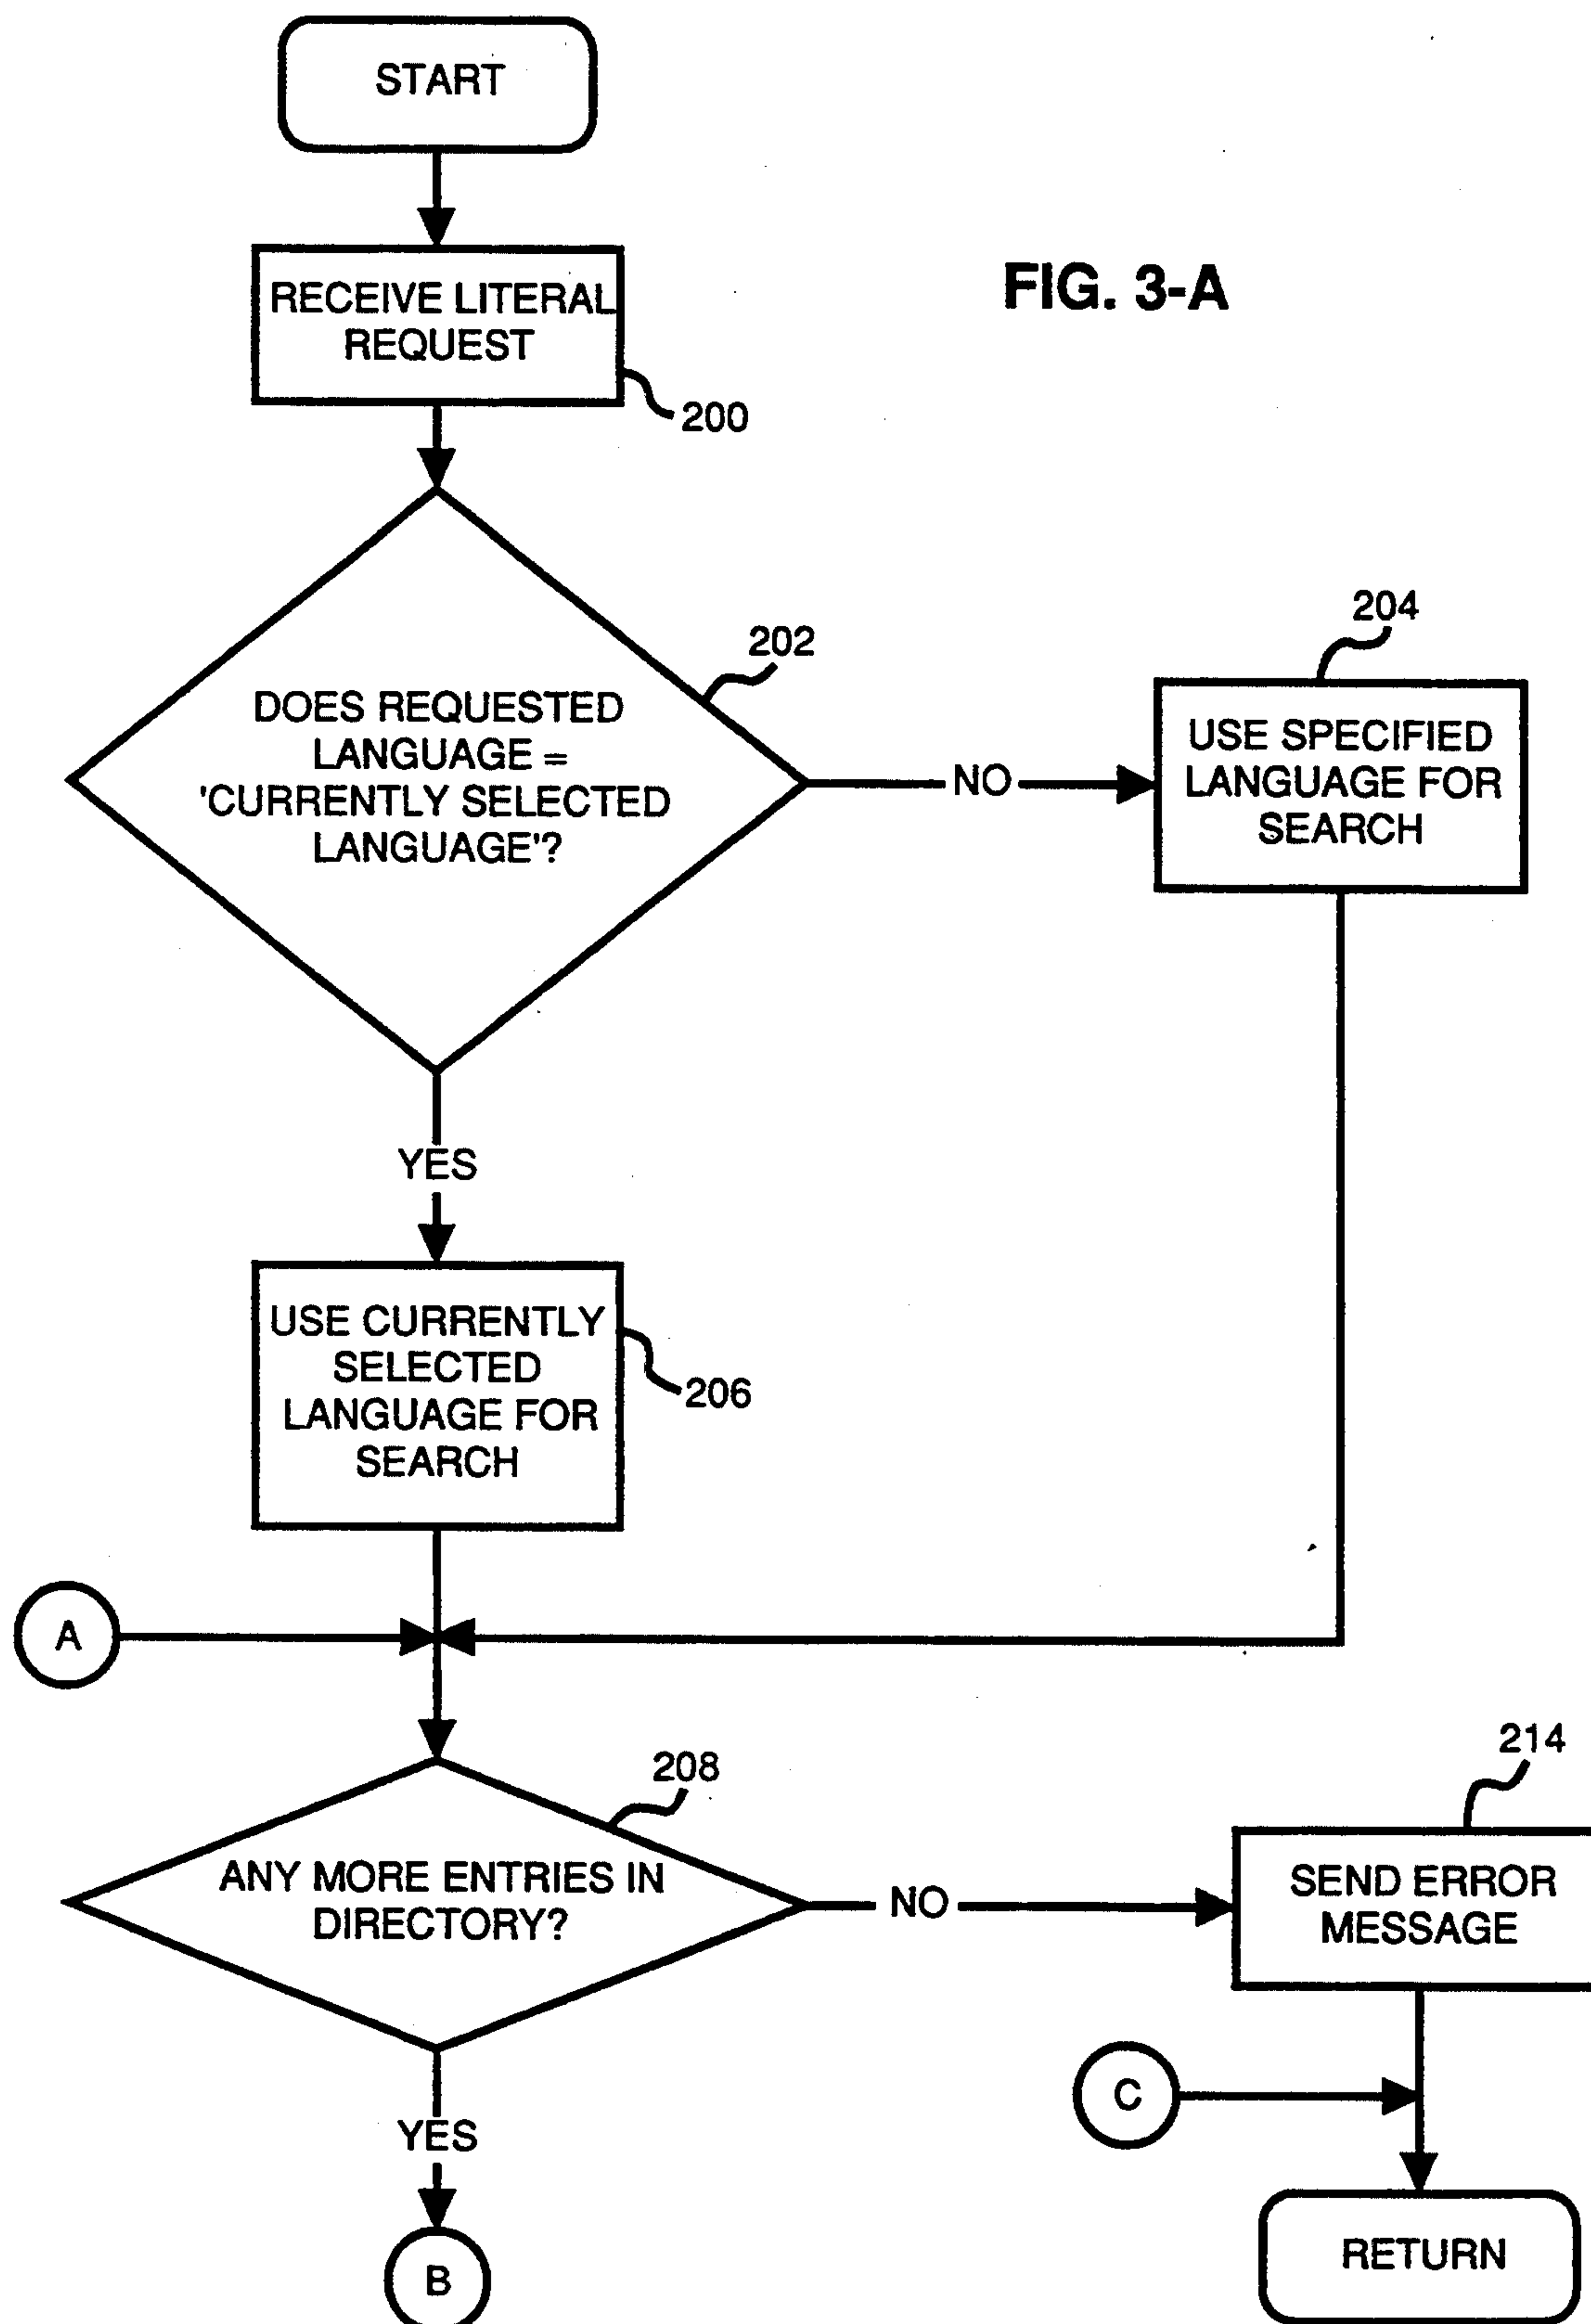 START
FIG. 3-A
RECEIVE LITERAL
REQUEST
200
202
DOES REQUESTED
LANGUAGE =
'CURRENTLY SELECTED
LANGUAGE'?
NO
204
USE SPECIFIED
LANGUAGE FOR
SEARCH
YES
USE CURRENTLY
SELECTED
LANGUAGE FOR
SEARCH
206
A
208
ANY MORE ENTRIES IN
DIRECTORY?
NO
214
SEND ERROR
MESSAGE
C
YES
B
RETURN